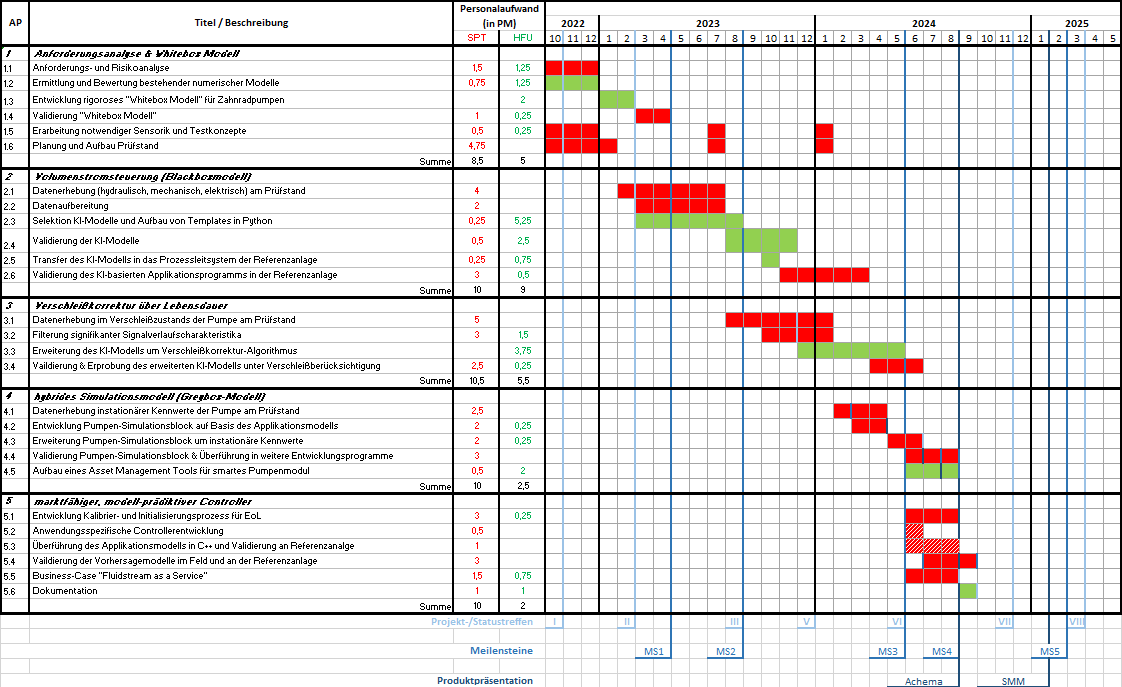 AP Titel / Beschreibung Personalaufwand (in PM) 2022 2023 2024 2025
SPT HFU 10 11 12 1 2 3 4 5 6 7 8 9 10 11 12 1 2 3 4 5 6 7 8 9 10 11 12 1 2 3 4 5
1 Anforderungsanalyse & Whitebox Modell
1.1 Anforderungs- und Risikoanalyse 1,5 1,25
1.2 Ermittlung und Bewertung bestehender numerischer Modelle 0,75 1,25
1.3 Entwicklung rigoroses "Whitebox Modell" für Zahnradpumpen 2
1.4 Validierung "Whitebox Modell" 1 0,25
1.5 Erarbeitung notwendiger Sensorik und Testkonzepte 0,5 0,25
1.6 Planung und Aufbau Prüfstand 4,75
Summe 8,5 5
2 Volumenstromsteuerung (Blackboxmodell)
2.1 Datenerhebung (hydraulisch, mechanisch, elektrisch) am Prüfstand 4
2.2 Datenaufbereitung 2
2.3 Selektion KI-Modelle und Aufbau von Templates in Python 0,25 5,25
2.4 Validierung der KI-Modelle 0,5 2,5
2.5 Transfer des KI-Modells in das Prozessleitsystem der Referenzanlage 0,25 0,75
2.6 Validierung des KI-basierten Applikationsprogramms in der Referenzanlage 3 0,5
Summe 10 9
3 Verschleißkorrektur über Lebensdauer
3.1 Datenerhebung im Verschleißzustands der Pumpe am Prüfstand 5
3.2 Filterung signifikanter Signalverlaufscharakteristika 3 1,5
3.3 Erweiterung des KI-Modells um Verschleißkorrektur-Algorithmus 3,75
3.4 Vaildierung & Erprobung des erweiterten KI-Modells unter Verschleißberücksichtigung 2,5 0,25
Summe 10,5 5,5
4 hybrides Simulationsmodell (Greybox-Modell)
4.1 Datenerhebung instationärer Kennwerte der Pumpe am Prüfstand 2,5
4.2 Entwicklung Pumpen-Simulationsblock auf Basis des Applikationsmodells 2 0,25
4.3 Erweiterung Pumpen-Simulationsblock um instationäre Kennwerte 2 0,25
4.4 Validierung Pumpen-Simulationsblock & Überführung in weitere Entwicklungsprogramme 3
4.5 Aufbau eines Asset Management Tools für smartes Pumpenmodul 0,5 2
Summe 10 2,5
5 marktfähiger, modell-prädiktiver Controller
5.1 Entwicklung Kalibrier- und Initialisierungsprozess für EoL 3 0,25
5.2 Anwendungsspezifische Controllerentwicklung 0,5
5.3 Überführung des Applikationsmodells in C++ und Validierung an Referenzanalge 1
5.4 Vaildierung der Vorhersagemodelle im Feld und an der Referenzanlage 3
5.5 Business-Case "Fluidstream as a Service" 1,5 0,75
5.6 Dokumentation 1 1
Summe 10 2
Projekt-/Statustreffen I II III V VI VII VIII
Meilensteine MS1 MS2 MS3 MS4 MS5
Produktpräsentation Achema SMM